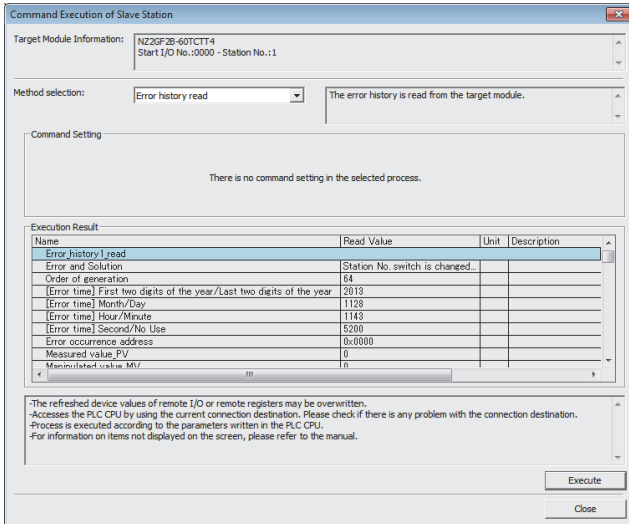 Command Execution of Slave Station
Target Module Information:
NZ2GF2B-60TCTT4
Start I/O No.:0000 - Station No.:1
Method selection:
Error history read
The error history is read from the target module.
Command Setting
There is no command setting in the selected process.
Execution Result
Name Read Value Unit Description
Error_history1_read
Error and Solution Station No. switch is changed...
Order of generation 64
[Error time] First two digits of the year/Last two digits of the year 2013
[Error time] Month/Day 1128
[Error time] Hour/Minute 1143
[Error time] Second/No Use 5200
Error occurrence address 0x0000
Measured value_PV 0
Manipulated value_MV 0
-The refreshed device values of remote I/O or remote registers may be overwritten.
-Accesses the PLC CPU by using the current connection destination. Please check if there is any problem with the connection destination.
-Process is executed according to the parameters written in the PLC CPU.
-For information on items not displayed on the screen, please refer to the manual.
Execute
Close